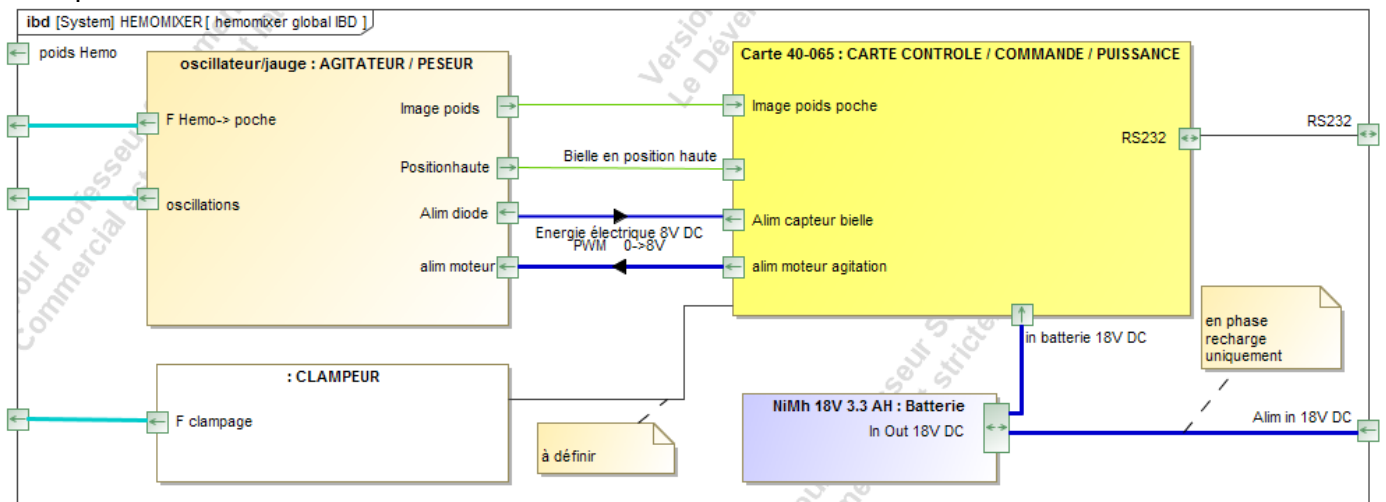 ibd [System] HEMOMIXER [ hemomixer global IBD ]
poids Hemo
oscillateur/jauge : AGITATEUR / PESEUR
Carte 40-065 : CARTE CONTROLE / COMMANDE / PUISSANCE
Image poids
Image poids poche
F Hemo-> poche
RS232
RS232
Bielle en position haute
Positionhaute
oscillations
Alim diode
Alim capteur bielle
Energie électrique 8V DC
PWM 0->8V
alim moteur
alim moteur agitation
in batterie 18V DC
en phase
recharge
uniquement
: CLAMPEUR
F clampage
NiMh 18V 3.3 AH : Batterie
In Out 18V DC
Alim in 18V DC
à définir